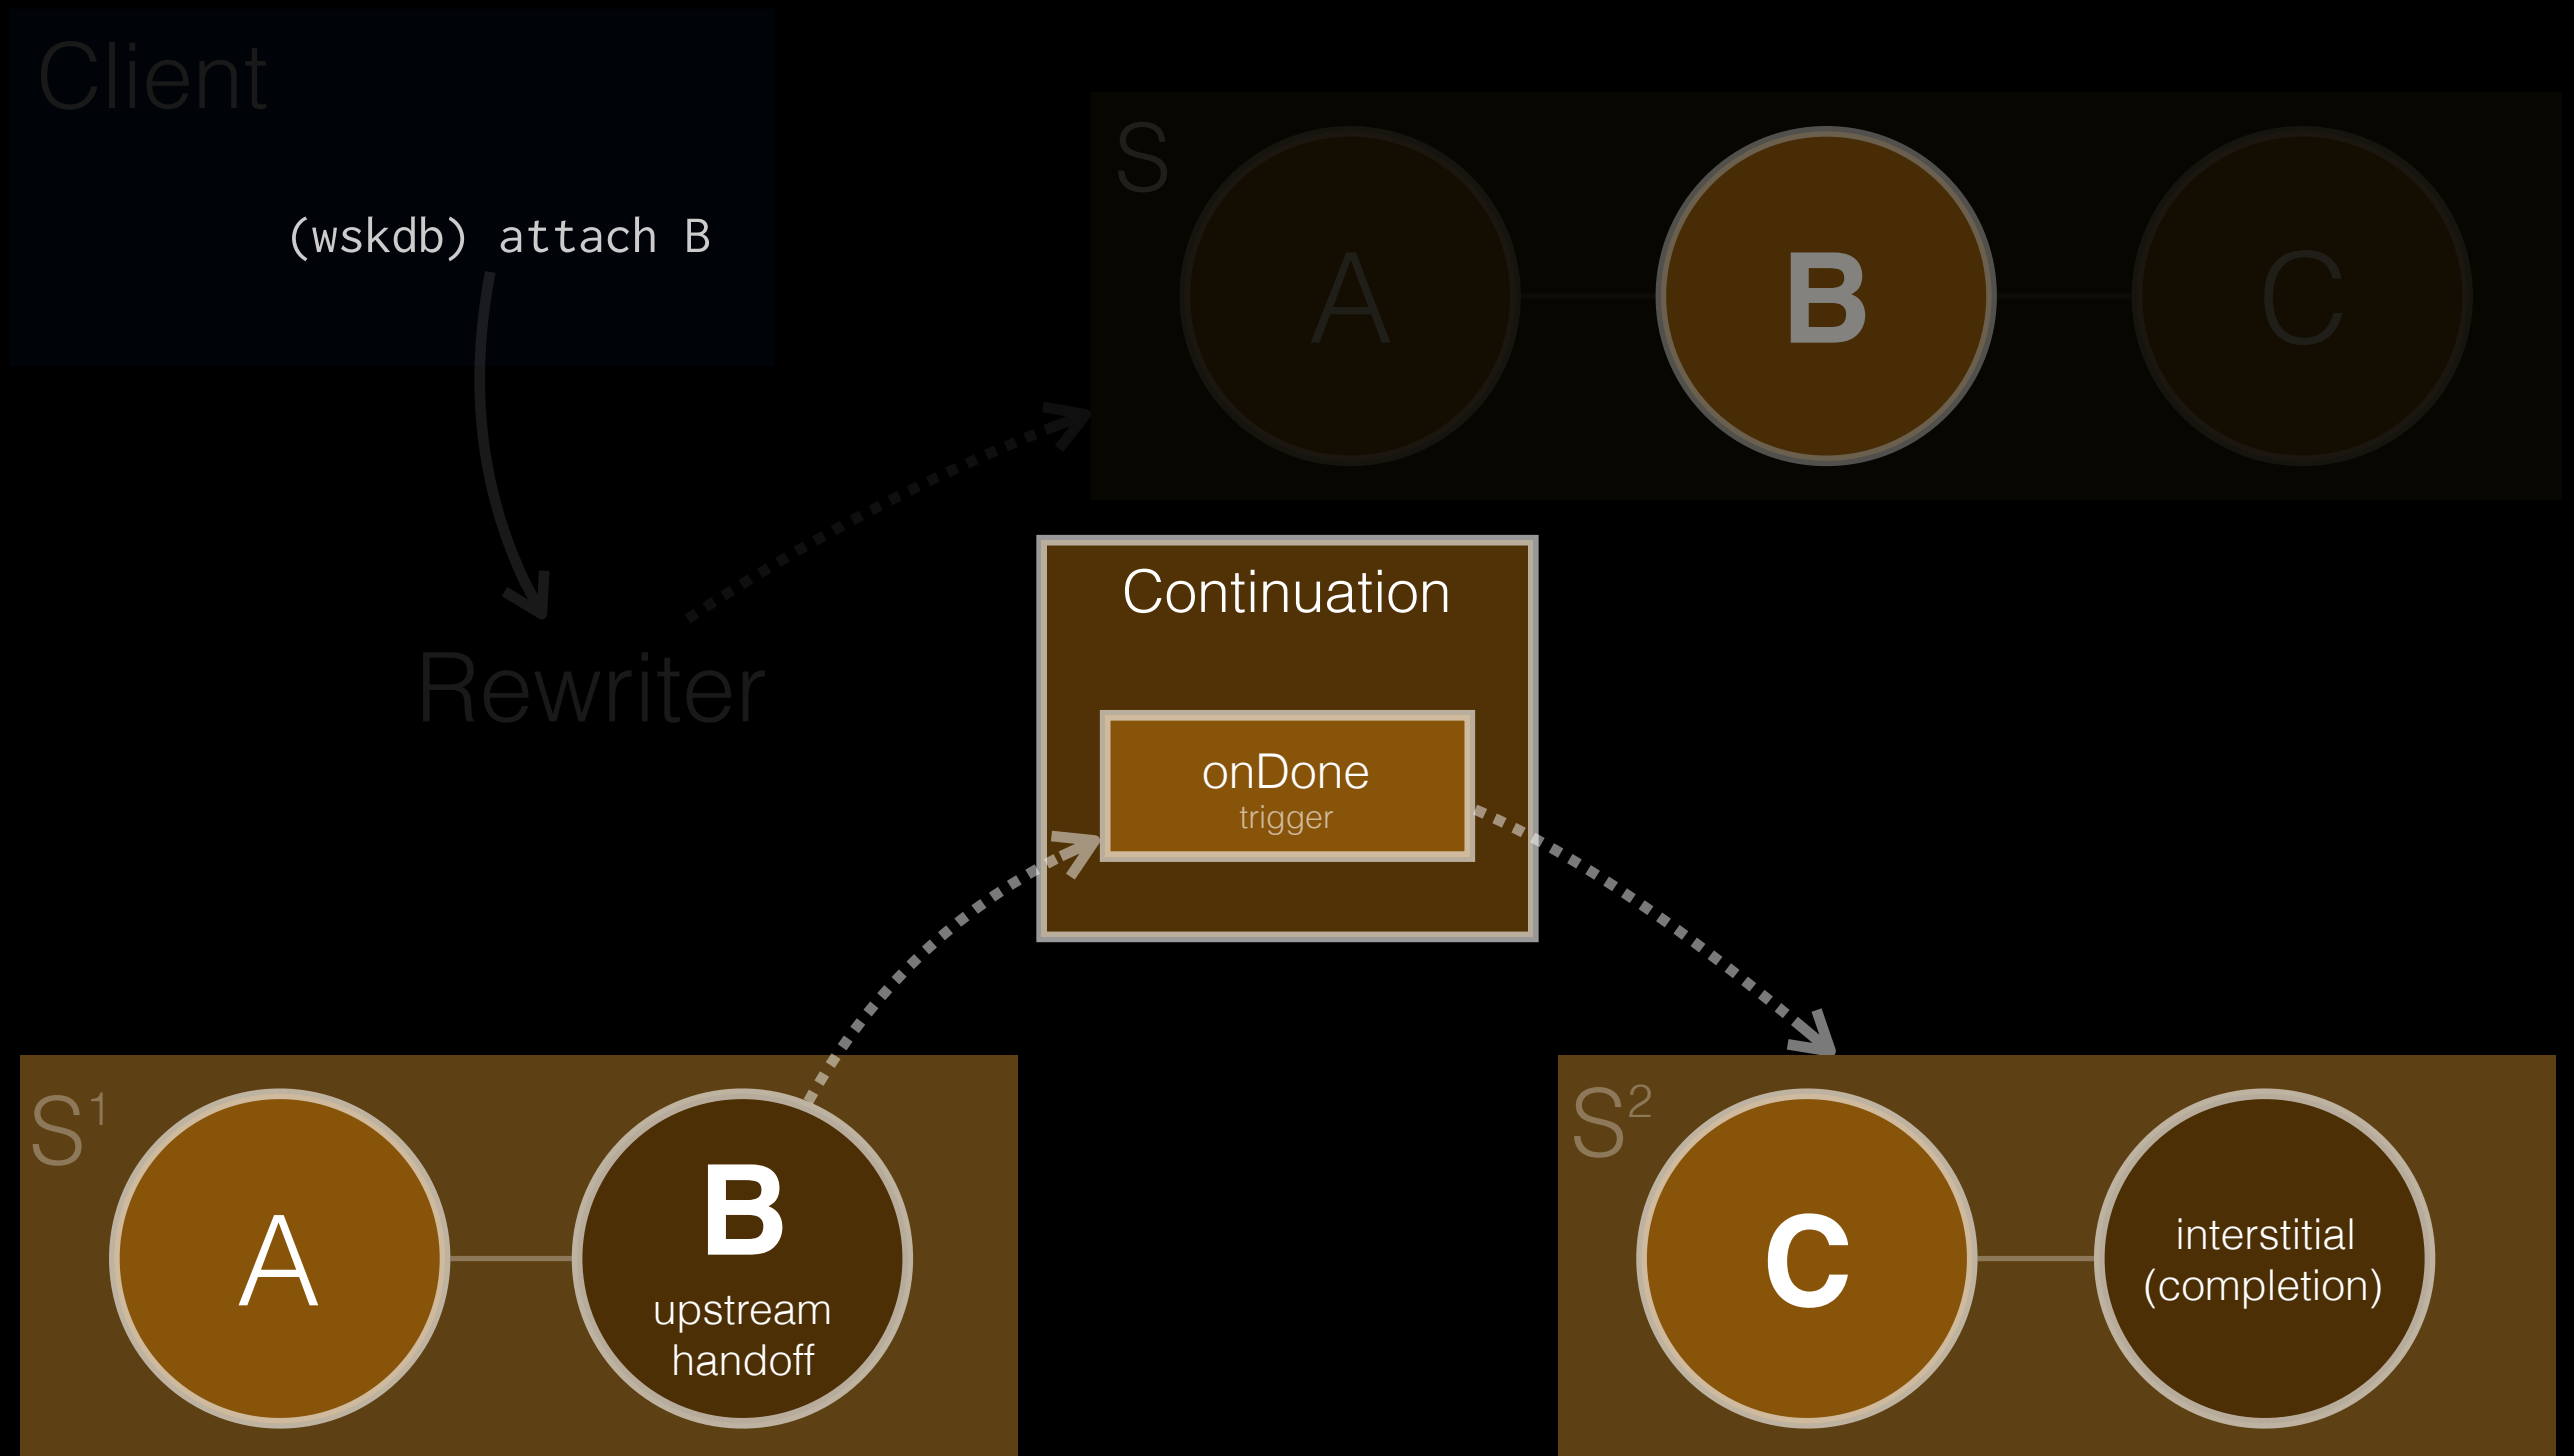 Client
(wskdb) attach B
S
A
B
C
Rewriter
Continuation
onDone
trigger
S¹
A
B
upstream
handoff
S²
C
interstitial
(completion)